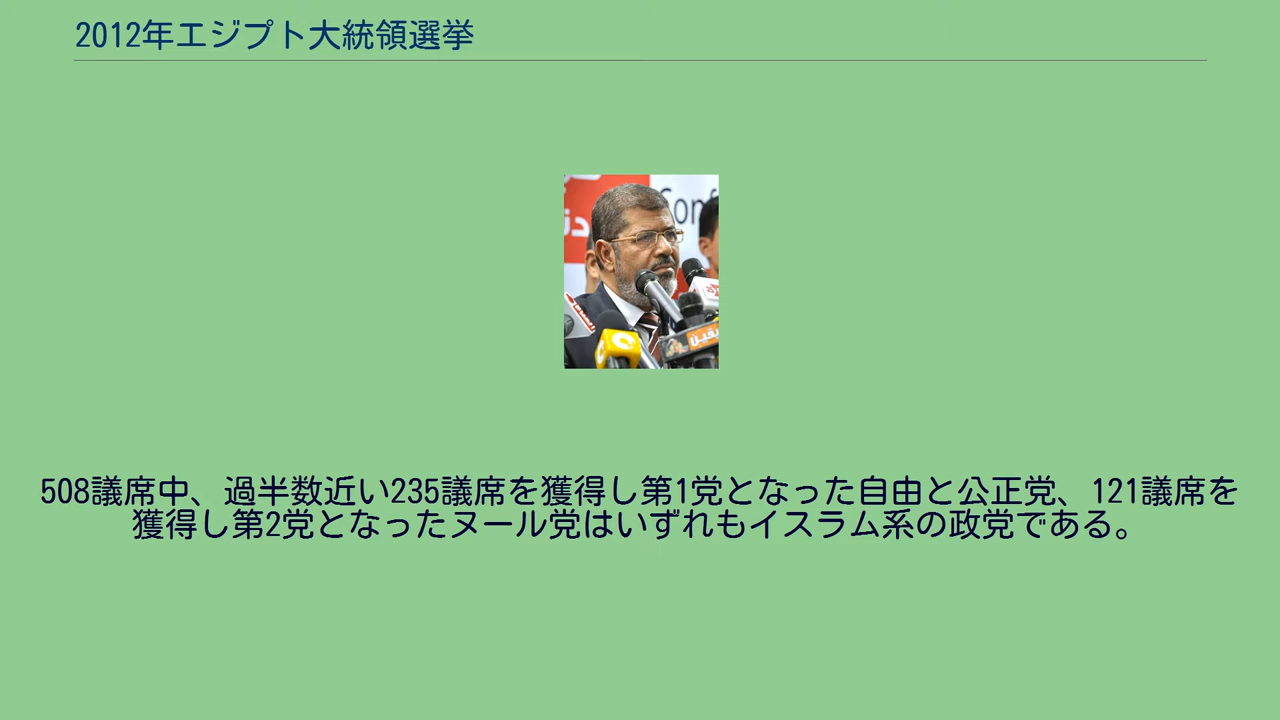 2012年エジプト大統領選挙
Conf
508議席中、過半数近い235議席を獲得し第1党となった自由と公正党、121議席を
獲得し第2党となったヌール党はいずれもイスラム系の政党である。